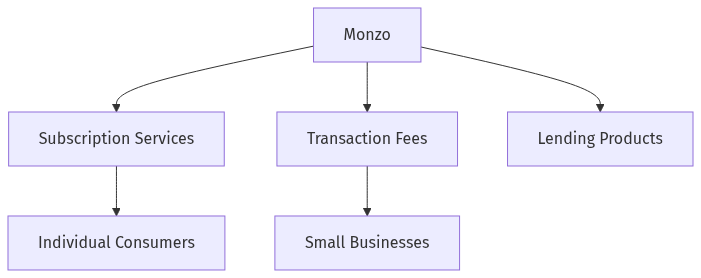 Monzo
Subscription Services
Transaction Fees
Lending Products
Individual Consumers
Small Businesses